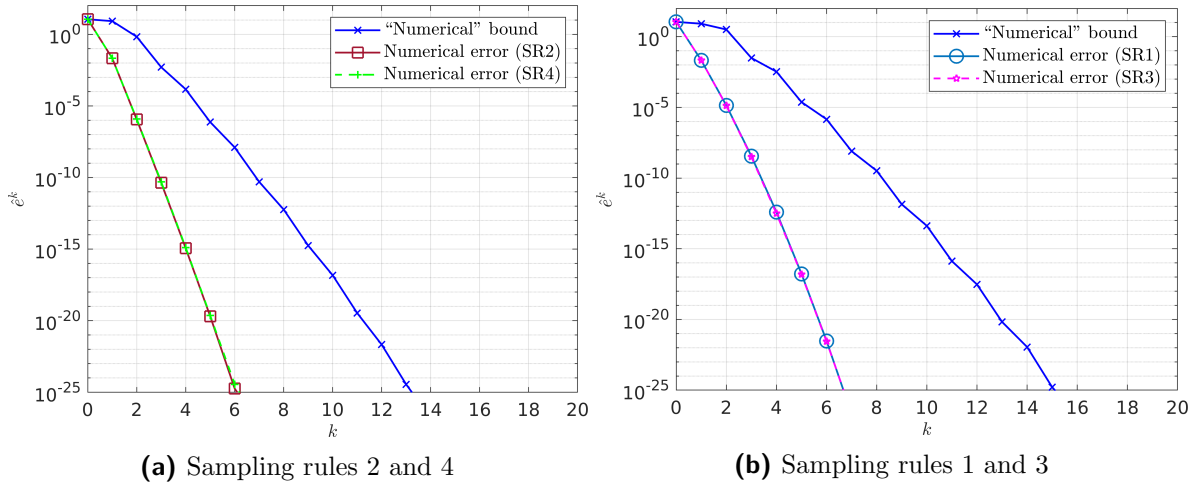 “Numerical” bound
Numerical error (SR2)
Numerical error (SR4)
10^0
10^-5
10^-10
10^-15
10^-20
10^-25
ê^k
0 2 4 6 8 10 12 14 16 18 20
k
(a) Sampling rules 2 and 4
“Numerical” bound
Numerical error (SR1)
Numerical error (SR3)
10^0
10^-5
10^-10
10^-15
10^-20
10^-25
ê^k
0 2 4 6 8 10 12 14 16 18 20
k
(b) Sampling rules 1 and 3